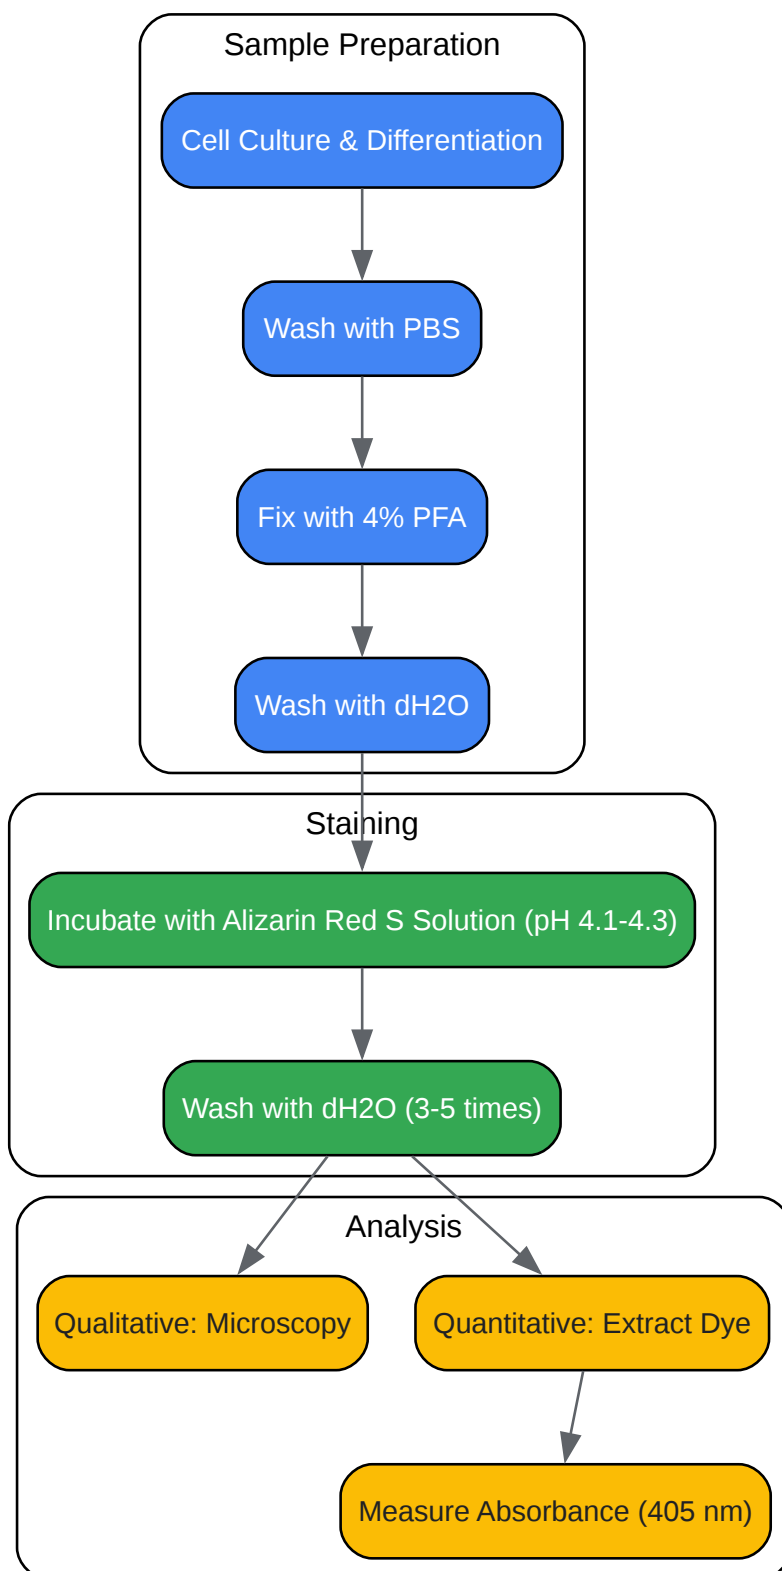 Sample Preparation
Cell Culture & Differentiation
Wash with PBS
Fix with 4% PFA
Wash with dH2O
Staining
Incubate with Alizarin Red S Solution (pH 4.1-4.3)
Wash with dH2O (3-5 times)
Analysis
Qualitative: Microscopy
Quantitative: Extract Dye
Measure Absorbance (405 nm)